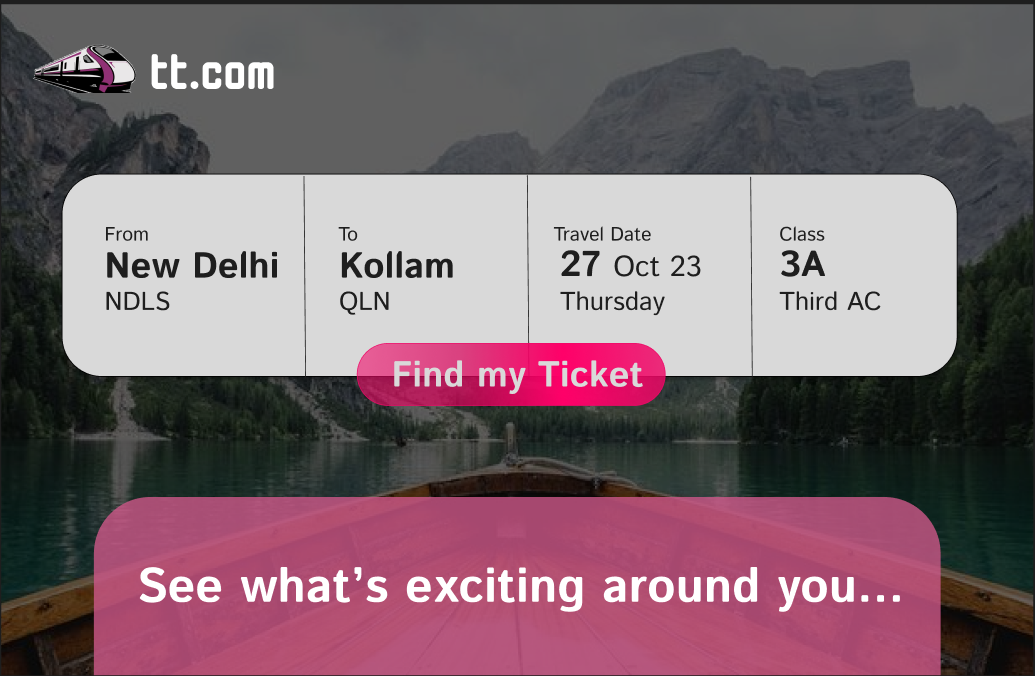 tt.com
From
New Delhi
NDLS
To
Kollam
QLN
Travel Date
27 Oct 23
Thursday
Class
3A
Third AC
Find my Ticket
See what’s exciting around you...